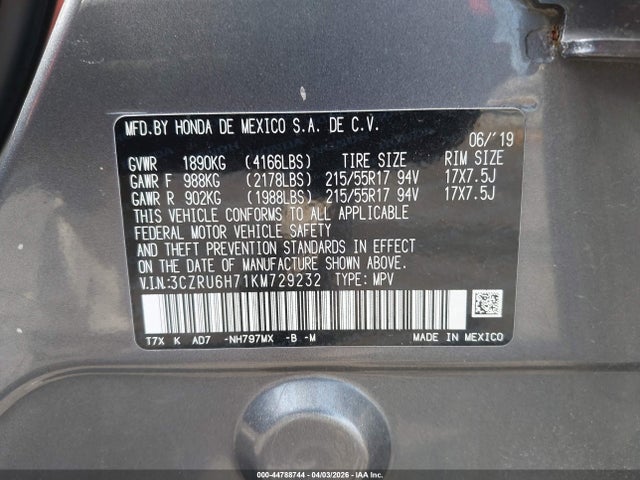 MFD.BY HONDA DE MEXICO S.A. DE C.V.
06/'19
GVWR 1890KG (4166LBS) TIRE SIZE RIM SIZE
GAWR F 988KG (2178LBS) 215/55R17 94V 17X7.5J
GAWR R 902KG (1988LBS) 215/55R17 94V 17X7.5J
THIS VEHICLE CONFORMS TO ALL APPLICABLE
FEDERAL MOTOR VEHICLE SAFETY
AND THEFT PREVENTION STANDARDS IN EFFECT
ON THE DATE OF MANUFACTURE SHOWN ABOVE.
V.I.N:3CZRU6H71KM729232 TYPE: MPV
T7X K AD7 -NH797MX -B -M
MADE IN MEXICO
000-44788744 | 04/03/2026 | IAA Inc.